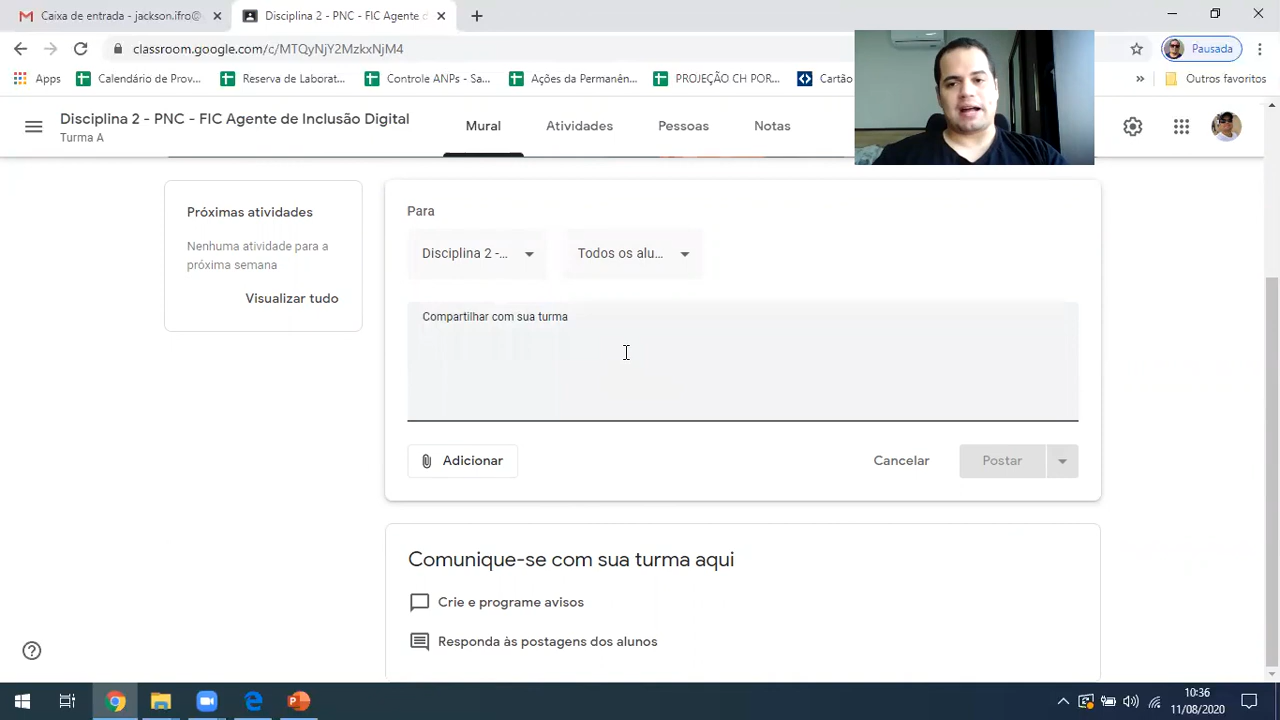 Caixa de entrada - jackson.ifro@
Disciplina 2 - PNC - FIC Agente de
classroom.google.com/c/MTQyNjY2MzkxNjM4
Pausada
Apps
Calendário de Prov...
Reserva de Laborat...
Controle ANPs - Sa...
Ações da Permanên...
PROJEÇÃO CH POR...
Cartão
»
Outros favoritos
Disciplina 2 - PNC - FIC Agente de Inclusão Digital
Turma A
Mural
Atividades
Pessoas
Notas
Próximas atividades
Nenhuma atividade para a
próxima semana
Visualizar tudo
Para
Disciplina 2 -...
Todos os alu...
Compartilhar com sua turma
Adicionar
Cancelar
Postar
Comunique-se com sua turma aqui
Crie e programe avisos
Responda às postagens dos alunos
10:36
11/08/2020